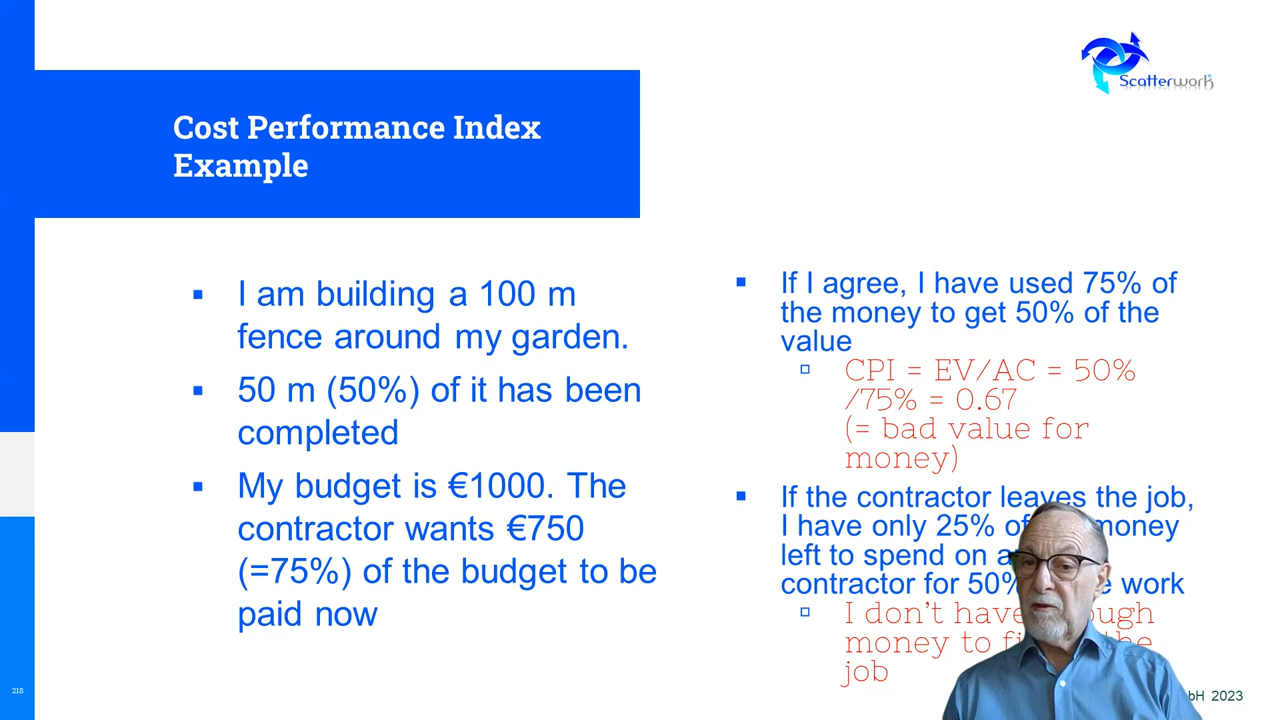 Scatterwork
Cost Performance Index
Example
▪ I am building a 100 m
fence around my garden.
▪ 50 m (50%) of it has been
completed
▪ My budget is €1000. The
contractor wants €750
(=75%) of the budget to be
paid now
▪ If I agree, I have used 75% of
the money to get 50% of the
value
▫ CPI = EV/AC = 50%
/75% = 0.67
(= bad value for
money)
▪ If the contractor leaves the job,
I have only 25% of money
left to spend on
contractor for 50% work
▫ I don't have
money to the
job
218
bH 2023